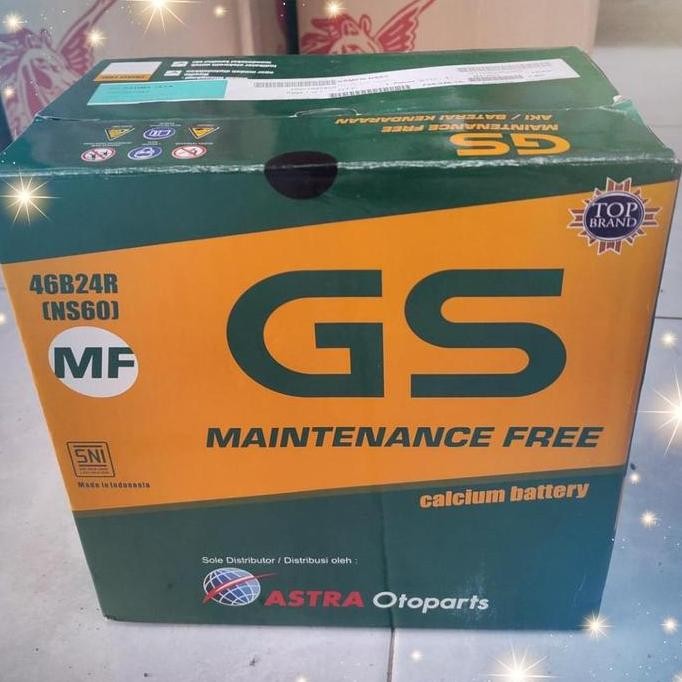 GS
MAINTENANCE FREE
AKI / BATERAI KENDARAAN
TOP
BRAND
46B24R
(NS60)
MF
GS
MAINTENANCE FREE
calcium battery
SNI
Made in Indonesia
Sole Distributor / Distribusi oleh :
ASTRA Otoparts